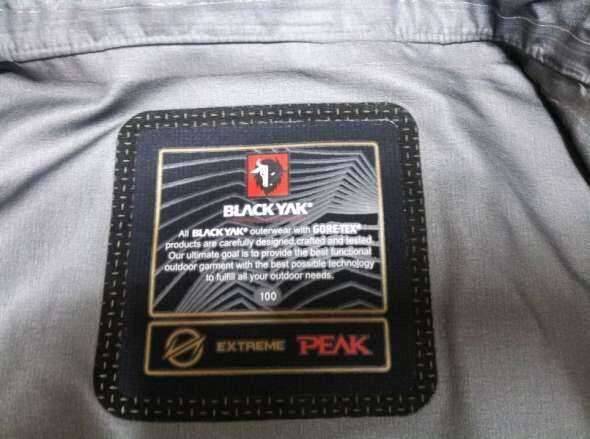 BLACKYAK®
All BLACKYAK® outerwear with GORE-TEX®
products are carefully designed,crafted and tested.
Our ultimate goal is to provide the best functional
outdoor garment with the best possible technology
to fulfill all your outdoor needs.
100
EXTREME PEAK